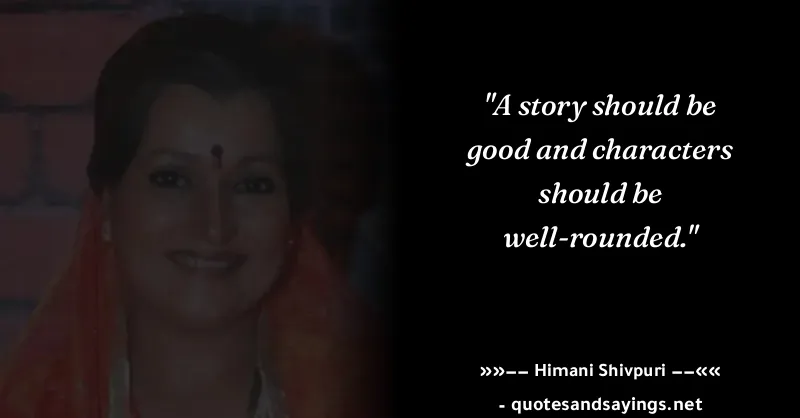 "A story should be
good and characters
should be
well-rounded."
»»–– Himani Shivpuri ––««
- quotesandsayings.net